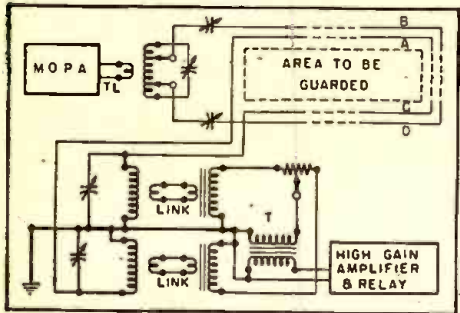 MOPA
TL
B
A
AREA TO BE
GUARDED
C
D
LINK
T
LINK
HIGH GAIN
AMPLIFIER
& RELAY